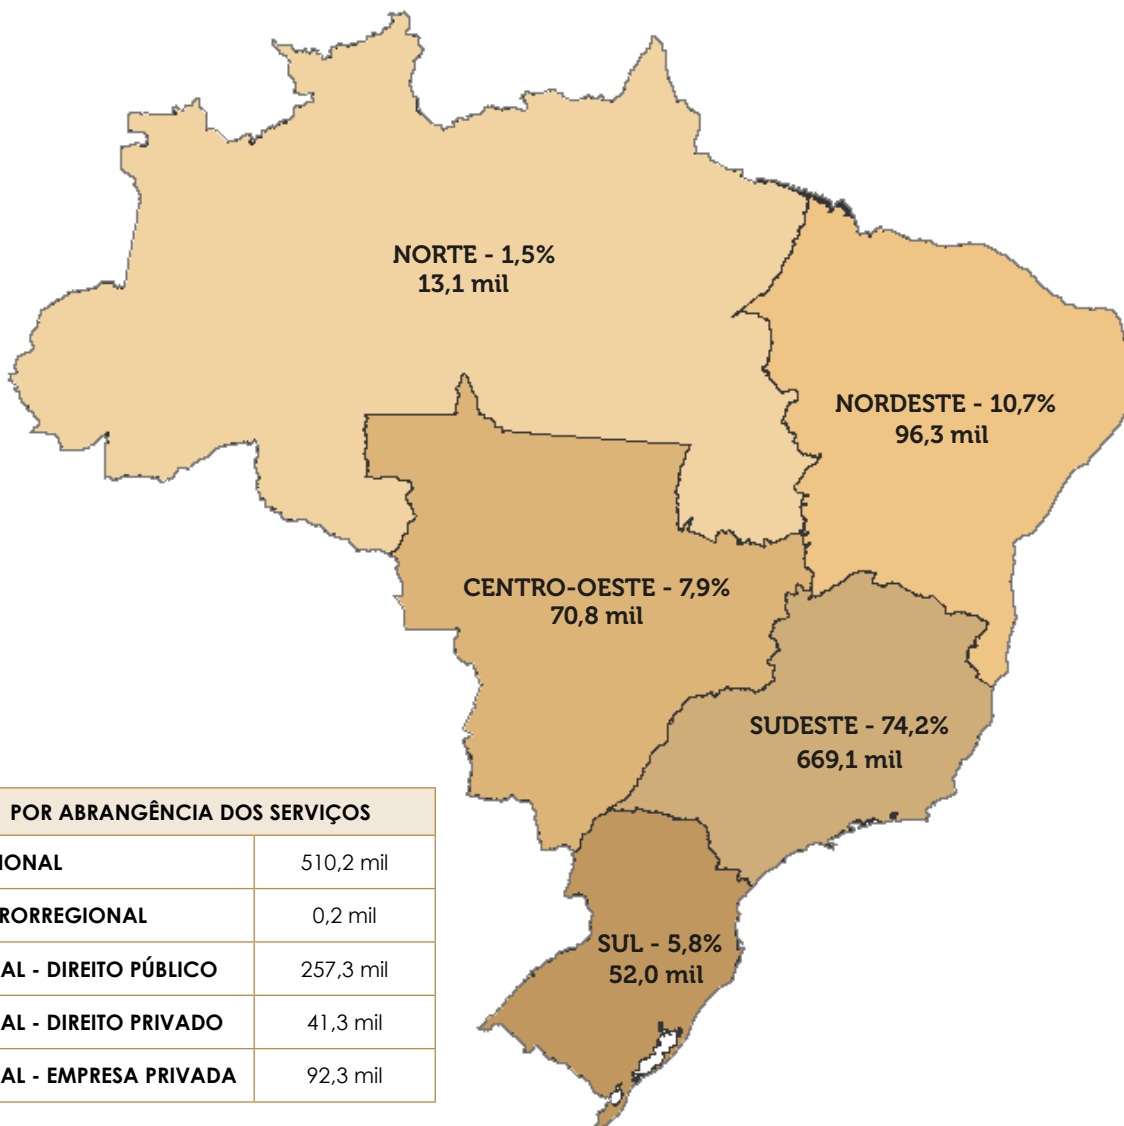 NORTE - 1,5%
13,1 mil
NORDESTE - 10,7%
96,3 mil
CENTRO-OESTE - 7,9%
70,8 mil
SUDESTE - 74,2%
669,1 mil
SUL - 5,8%
52,0 mil
POR ABRANGÊNCIA DOS SERVIÇOS
IONAL 510,2 mil
RORREGIONAL 0,2 mil
AL - DIREITO PÚBLICO 257,3 mil
AL - DIREITO PRIVADO 41,3 mil
AL - EMPRESA PRIVADA 92,3 mil